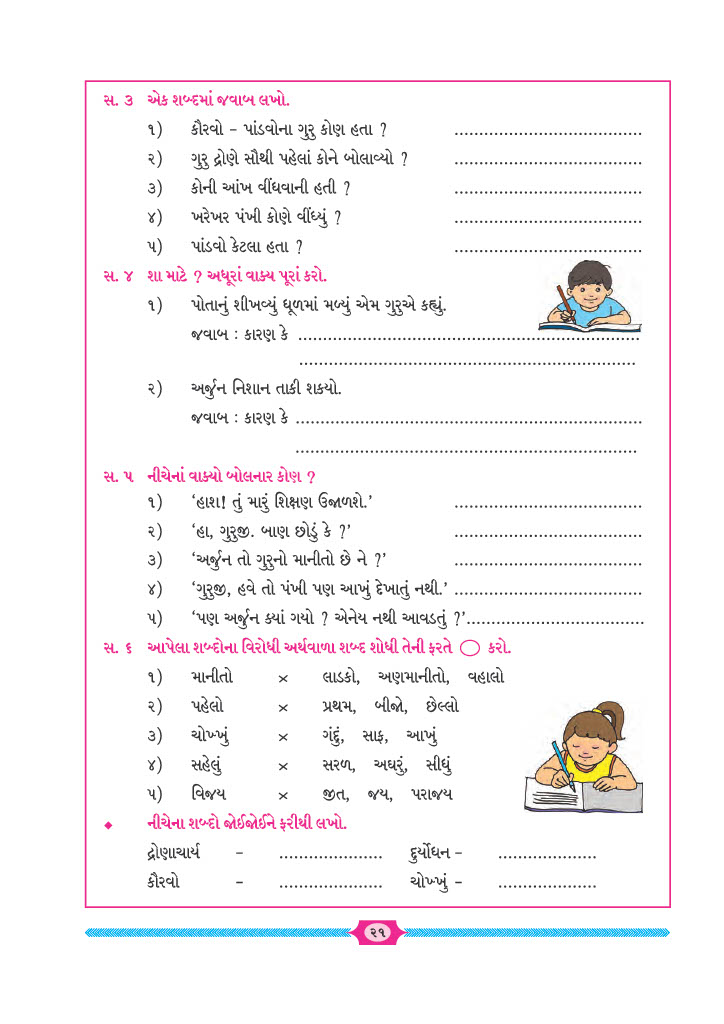 સ. ૩ એક શબ્દમાં જવાબ લખો.
૧) કૌરવો – પાંડવોના ગુરુ કોણ હતા ? .......................................
૨) ગુરુ દ્રોણે સૌથી પહેલાં કોને બોલાવ્યો ? .......................................
૩) કોની આંખ વીંધવાની હતી ? .......................................
૪) ખરેખર પંખી કોણે વીંધ્યું ? .......................................
૫) પાંડવો કેટલા હતા ? .......................................
સ. ૪ શા માટે ? અધૂરાં વાક્ય પૂરાં કરો.
૧) પોતાનું શીખવ્યું ધૂળમાં મળ્યું એમ ગુરુએ કહ્યું.
જવાબ : કારણ કે .......................................................................
......................................................................
૨) અર્જુન નિશાન તાકી શક્યો.
જવાબ : કારણ કે ........................................................................
.......................................................................
સ. ૫ નીચેનાં વાક્યો બોલનાર કોણ ?
૧) ‘હાશ! તું મારું શિક્ષણ ઉજાળશે.’ .......................................
૨) ‘હા, ગુરુજી. બાણ છોડું કે ?’ .......................................
૩) ‘અર્જુન તો ગુરુનો માનીતો છે ને ?’ .......................................
૪) ‘ગુરુજી, હવે તો પંખી પણ આખું દેખાતું નથી.’ .......................................
૫) ‘પણ અર્જુન ક્યાં ગયો ? એનેય નથી આવડતું ?’.....................................
સ. ૬ આપેલા શબ્દોના વિરોધી અર્થવાળા શબ્દ શોધી તેની ફરતે ◯ કરો.
૧) માનીતો × લાડકો, અણમાનીતો, વહાલો
૨) પહેલો × પ્રથમ, બીજો, છેલ્લો
૩) ચોખ્ખું × ગંદું, સાફ, આખું
૪) સહેલું × સરળ, અઘરું, સીધું
૫) વિજય × જીત, જય, પરાજય
◆ નીચેના શબ્દો જોઈજોઈને ફરીથી લખો.
દ્રોણાચાર્ય – ..................... દુર્યોધન – ....................
કૌરવો – ..................... ચોખ્ખું – ....................
૨૧